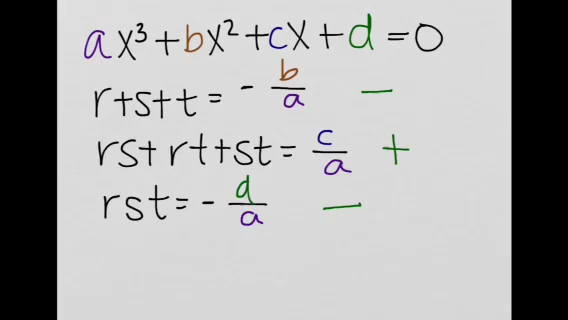 ax³+bx²+cx+d=0
r+s+t= - b/a −
rs+rt+st= c/a +
rst= - d/a −